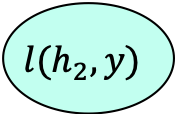 l(h₂, y)